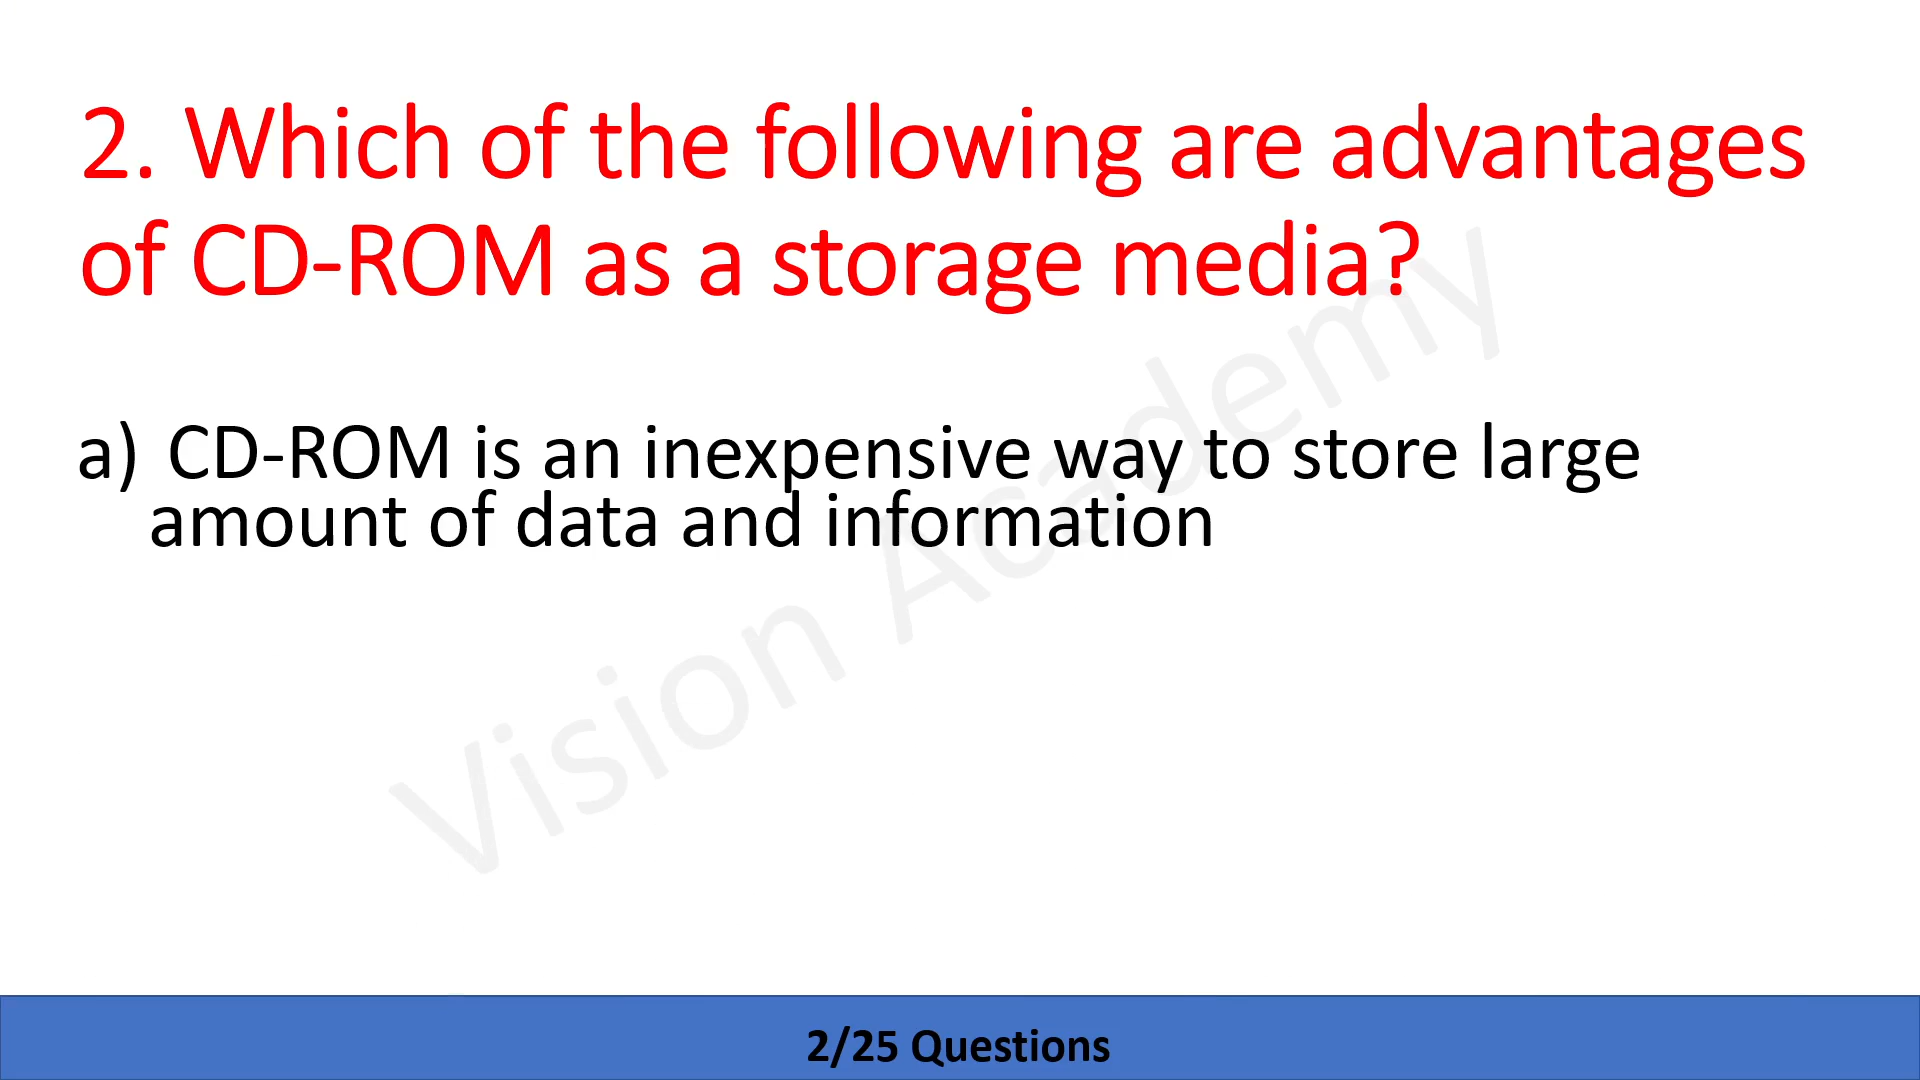 2. Which of the following are advantages
of CD-ROM as a storage media?
a) CD-ROM is an inexpensive way to store large
amount of data and information
Vision Academy
2/25 Questions